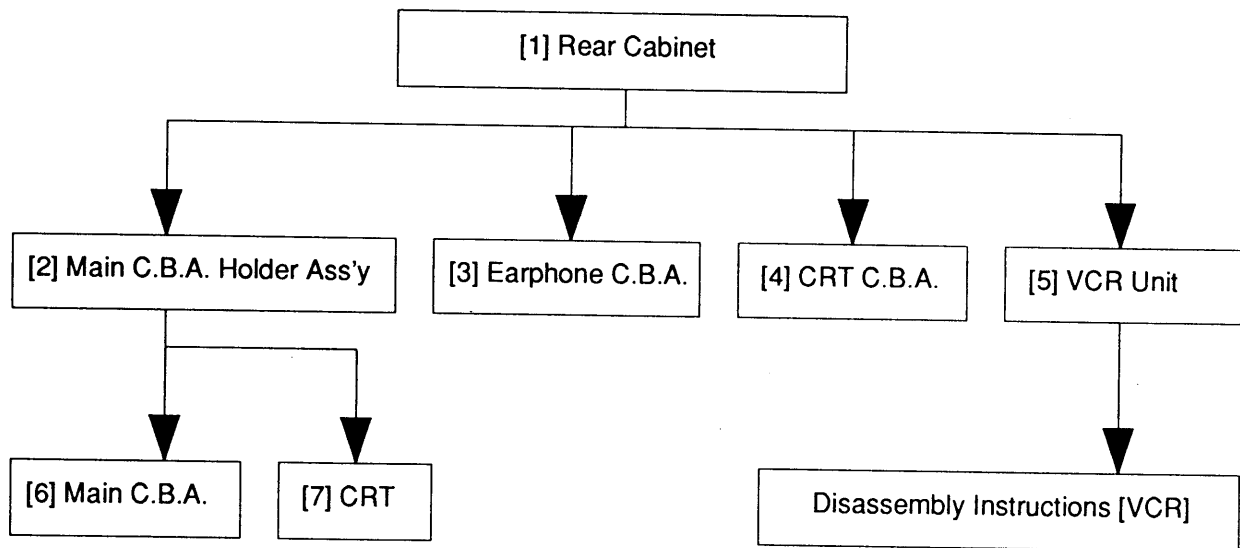 [1] Rear Cabinet
[2] Main C.B.A. Holder Ass'y
[3] Earphone C.B.A.
[4] CRT C.B.A.
[5] VCR Unit
[6] Main C.B.A.
[7] CRT
Disassembly Instructions [VCR]